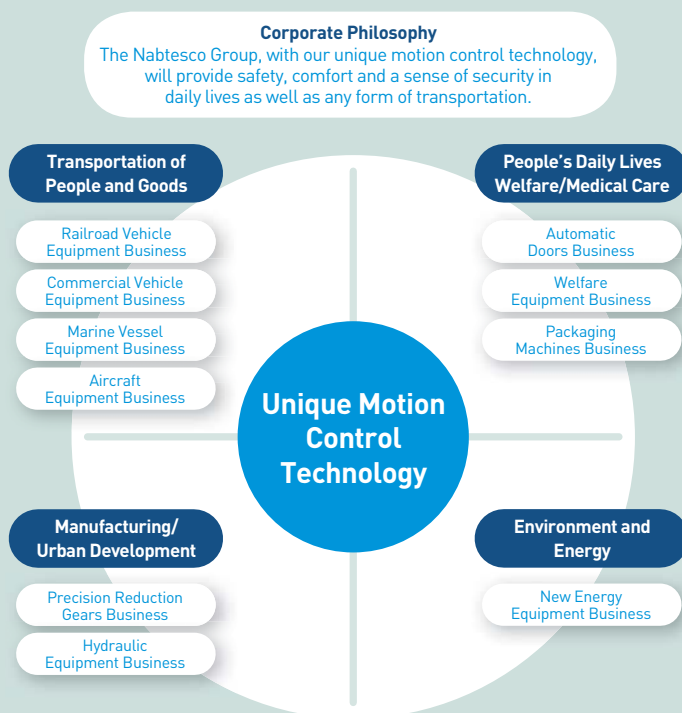 Corporate Philosophy
The Nabtesco Group, with our unique motion control technology,
will provide safety, comfort and a sense of security in
daily lives as well as any form of transportation.
Transportation of
People and Goods
Railroad Vehicle
Equipment Business
Commercial Vehicle
Equipment Business
Marine Vessel
Equipment Business
Aircraft
Equipment Business
People's Daily Lives
Welfare/Medical Care
Automatic
Doors Business
Welfare
Equipment Business
Packaging
Machines Business
Unique Motion
Control
Technology
Manufacturing/
Urban Development
Precision Reduction
Gears Business
Hydraulic
Equipment Business
Environment and
Energy
New Energy
Equipment Business